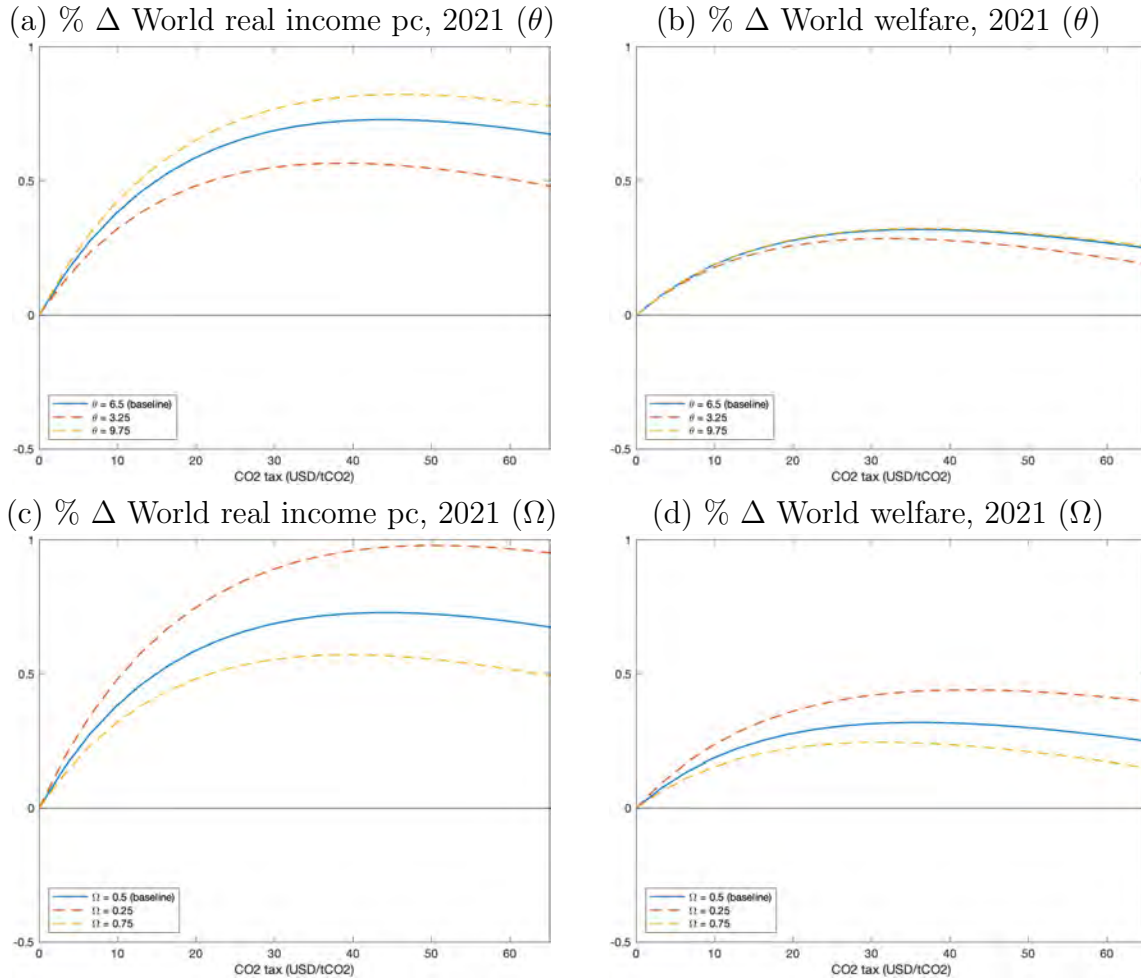 (a) % Δ World real income pc, 2021 (θ)
(b) % Δ World welfare, 2021 (θ)
1
0.5
0
-0.5
θ = 6.5 (baseline)
θ = 3.25
θ = 9.75
0 10 20 30 40 50 60
CO2 tax (USD/tCO2)
1
0.5
0
-0.5
θ = 6.5 (baseline)
θ = 3.25
θ = 9.75
0 10 20 30 40 50 60
CO2 tax (USD/tCO2)
(c) % Δ World real income pc, 2021 (Ω)
(d) % Δ World welfare, 2021 (Ω)
1
0.5
0
-0.5
Ω = 0.5 (baseline)
Ω = 0.25
Ω = 0.75
0 10 20 30 40 50 60
CO2 tax (USD/tCO2)
1
0.5
0
-0.5
Ω = 0.5 (baseline)
Ω = 0.25
Ω = 0.75
0 10 20 30 40 50 60
CO2 tax (USD/tCO2)